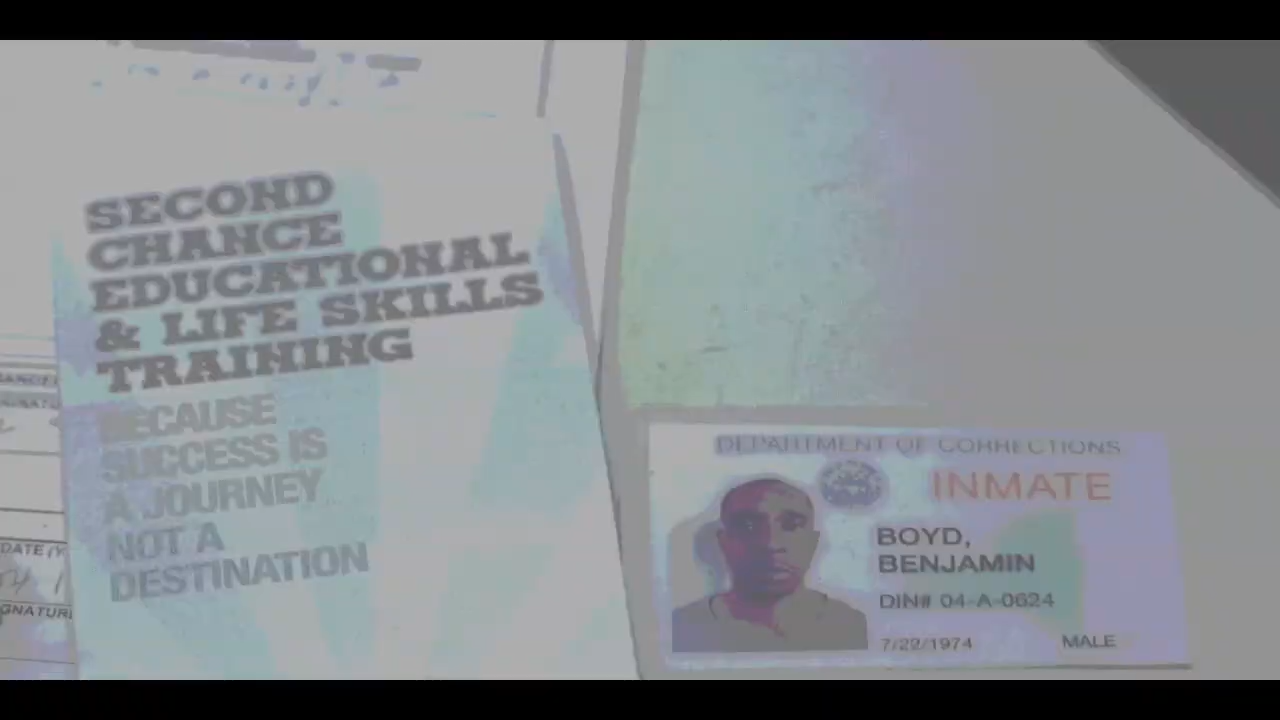 SECOND
CHANCE
EDUCATIONAL
& LIFE SKILLS
TRAINING
BECAUSE
SUCCESS IS
A JOURNEY
NOT A
DESTINATION
DATE
DEPARTMENT OF CORRECTIONS
INMATE
BOYD,
BENJAMIN
DIN# 04-A-0624
7/22/1974 MALE